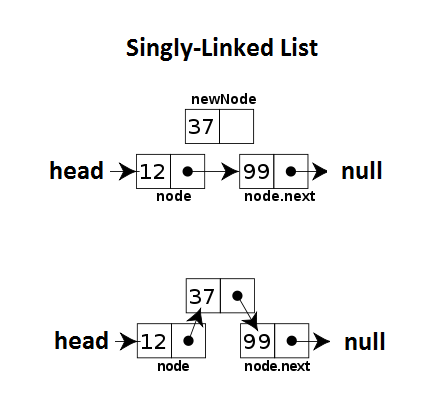 Singly-Linked List
newNode
37
head 12 99 null
node node.next
37
head 12 99 null
node node.next